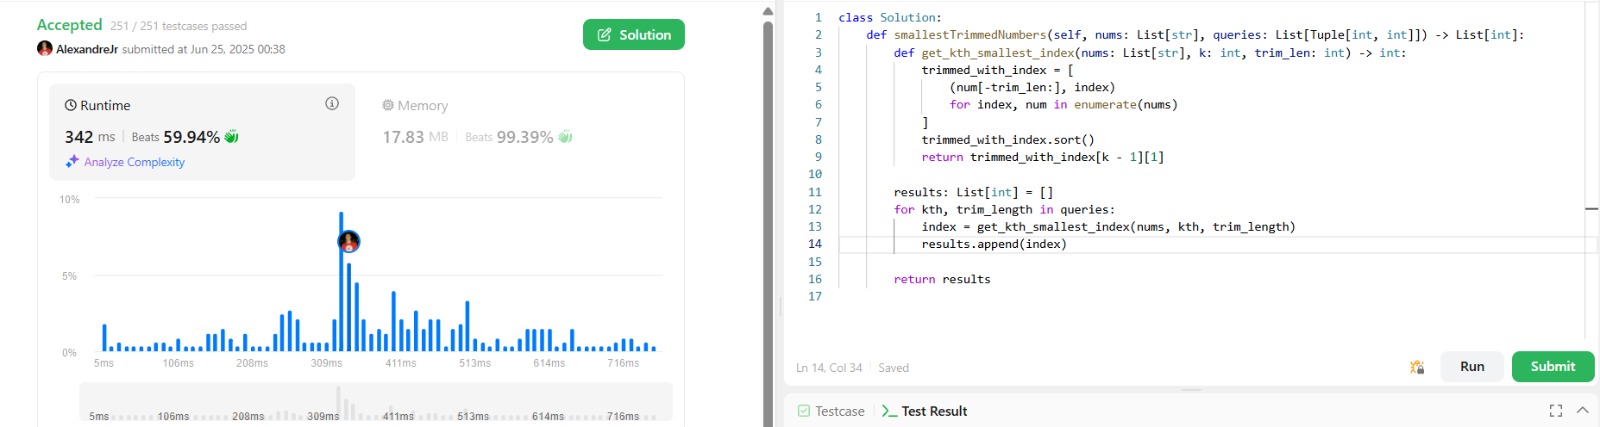 Accepted 251 / 251 testcases passed
AlexandreJr submitted at Jun 25, 2025 00:38
Solution
Runtime
342 ms | Beats 59.94%
Analyze Complexity
Memory
17.83 MB | Beats 99.39%
10%
5%
0%
5ms 106ms 208ms 309ms 411ms 513ms 614ms 716ms
5ms 106ms 208ms 309ms 411ms 513ms 614ms 716ms
1 class Solution:
2     def smallestTrimmedNumbers(self, nums: List[str], queries: List[Tuple[int, int]]) -> List[int]:
3         def get_kth_smallest_index(nums: List[str], k: int, trim_len: int) -> int:
4             trimmed_with_index = [
5                 (num[-trim_len:], index)
6                 for index, num in enumerate(nums)
7             ]
8             trimmed_with_index.sort()
9             return trimmed_with_index[k - 1][1]
10
11         results: List[int] = []
12         for kth, trim_length in queries:
13             index = get_kth_smallest_index(nums, kth, trim_length)
14             results.append(index)
15
16         return results
17
Ln 14, Col 34 | Saved
Run
Submit
Testcase | Test Result